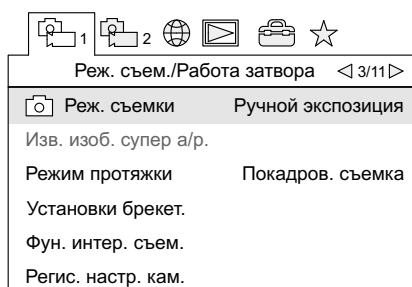 1 2
Реж. съем./Работа затвора 3/11
Реж. съемки Ручной экспозиция
Изв. изоб. супер а/р.
Режим протяжки Покадров. съемка
Установки брекет.
Фун. интер. съем.
Регис. настр. кам.